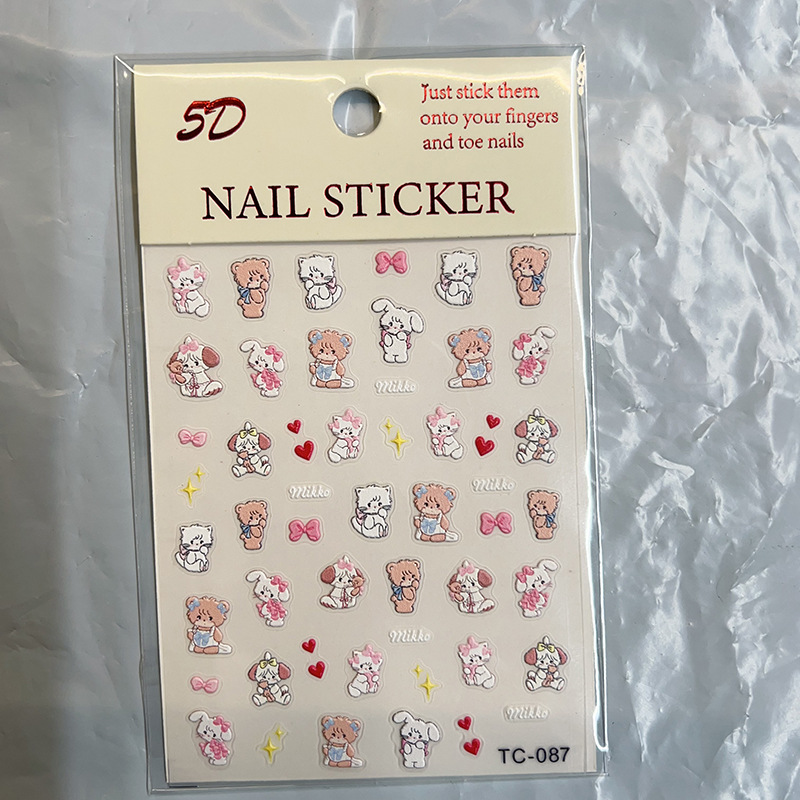 5D
Just stick them
onto your fingers
and toe nails
NAIL STICKER
Mikko
Mikko
Mikko
Mikko
Mikko
TC-087